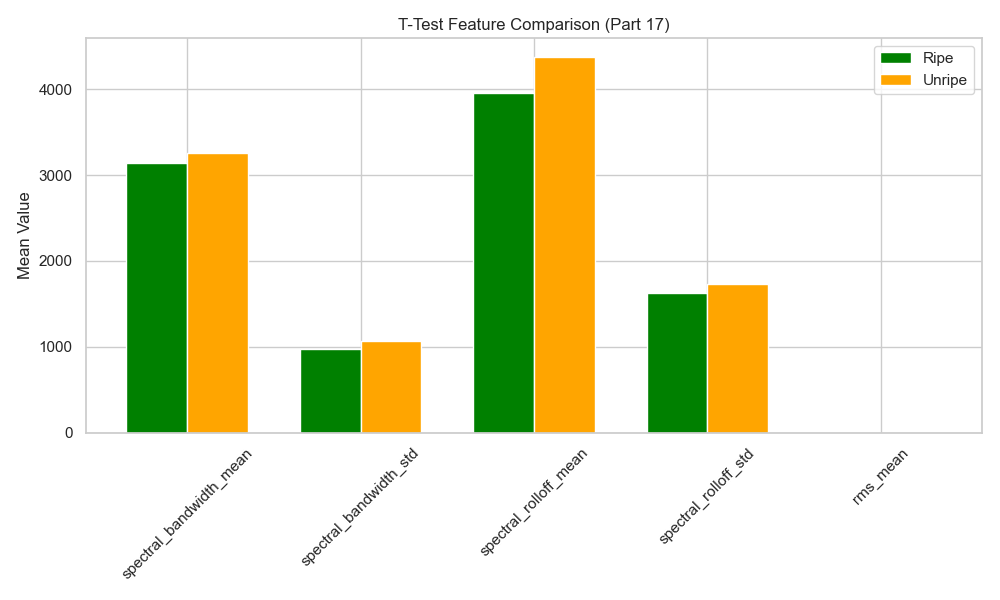 T-Test Feature Comparison (Part 17)
Ripe
Unripe
Mean Value
4000
3000
2000
1000
0
spectral_bandwidth_mean
spectral_bandwidth_std
spectral_rolloff_mean
spectral_rolloff_std
rms_mean